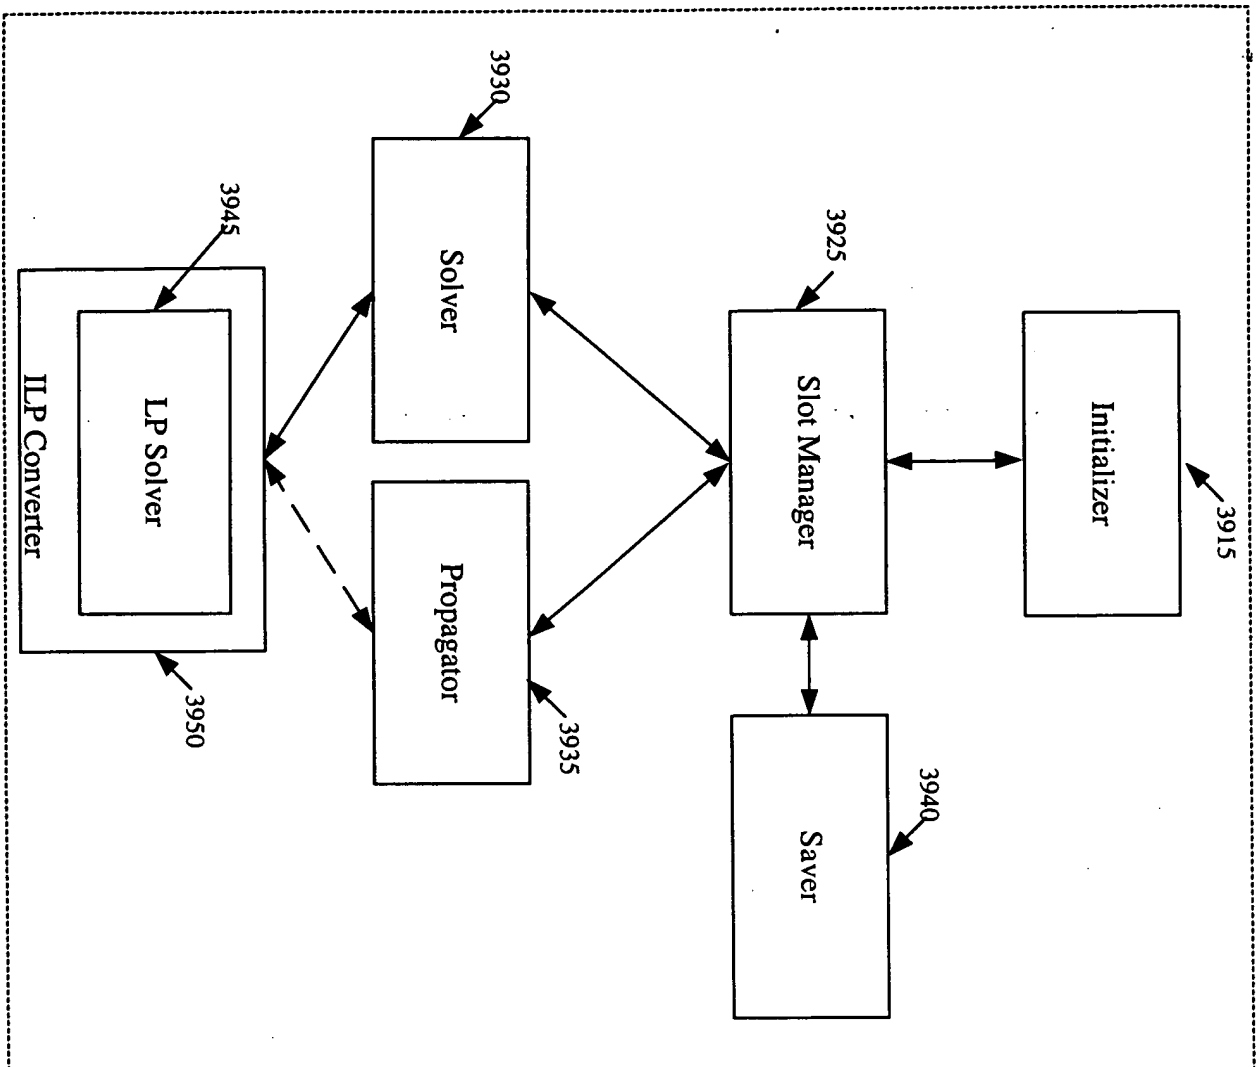 3915
Initializer
3925
Slot Manager
3940
Saver
3930
Solver
3935
Propagator
3945
LP Solver
ILP Converter
3950